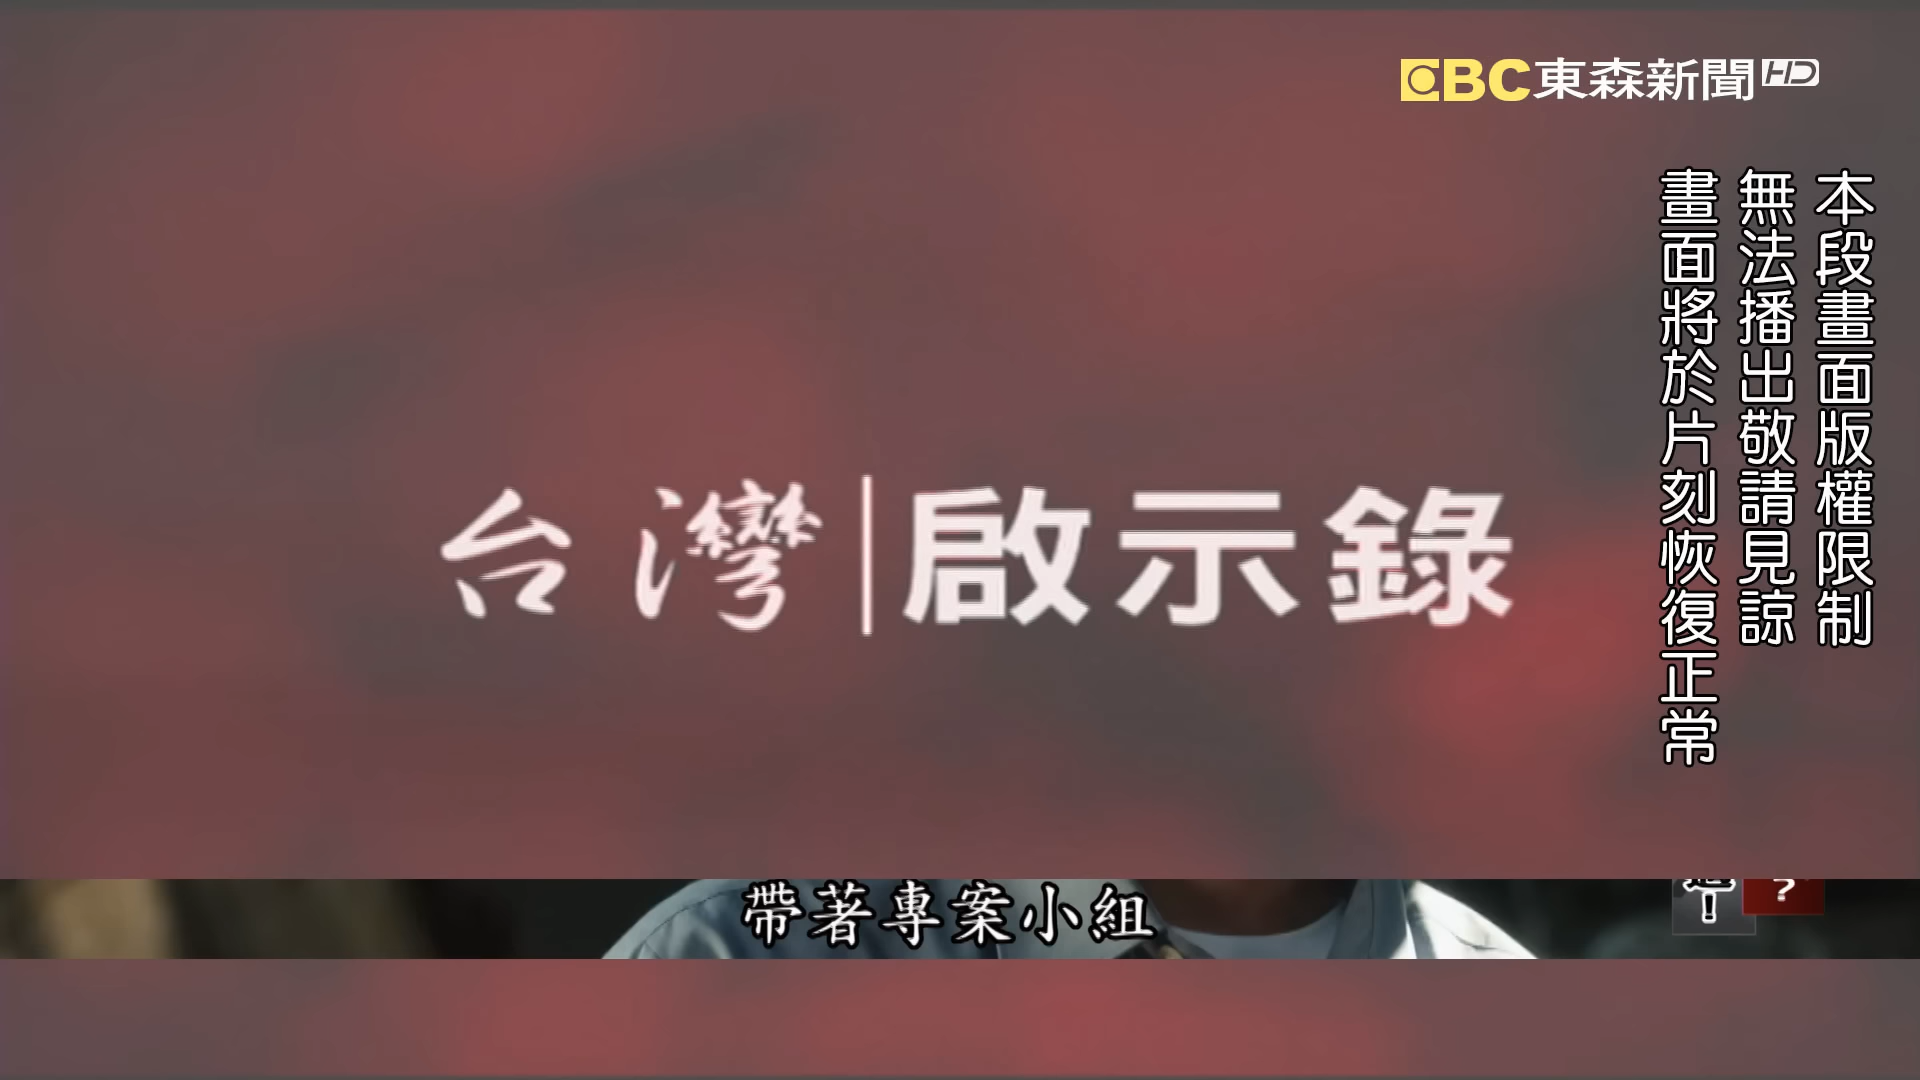 EBC東森新聞HD
本段畫面版權限制
無法播出敬請見諒
畫面將於片刻恢復正常
台灣|啟示錄
帶著專案小組
?